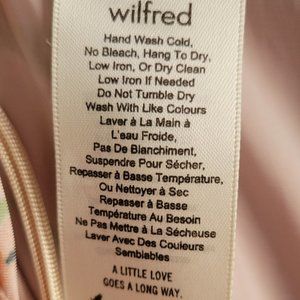 wilfred
Hand Wash Cold,
No Bleach, Hang To Dry,
Low Iron, Or Dry Clean
Low Iron If Needed
Do Not Tumble Dry
Wash With Like Colours
Laver à La Main à
L'eau Froide,
Pas De Blanchiment,
Suspendre Pour Sécher,
Repasser à Basse Température,
Ou Nettoyer à Sec
Repasser à Basse
Température Au Besoin
Ne Pas Mettre À La Sécheuse
Laver Avec Des Couleurs
Semblables
A LITTLE LOVE
GOES A LONG WAY.